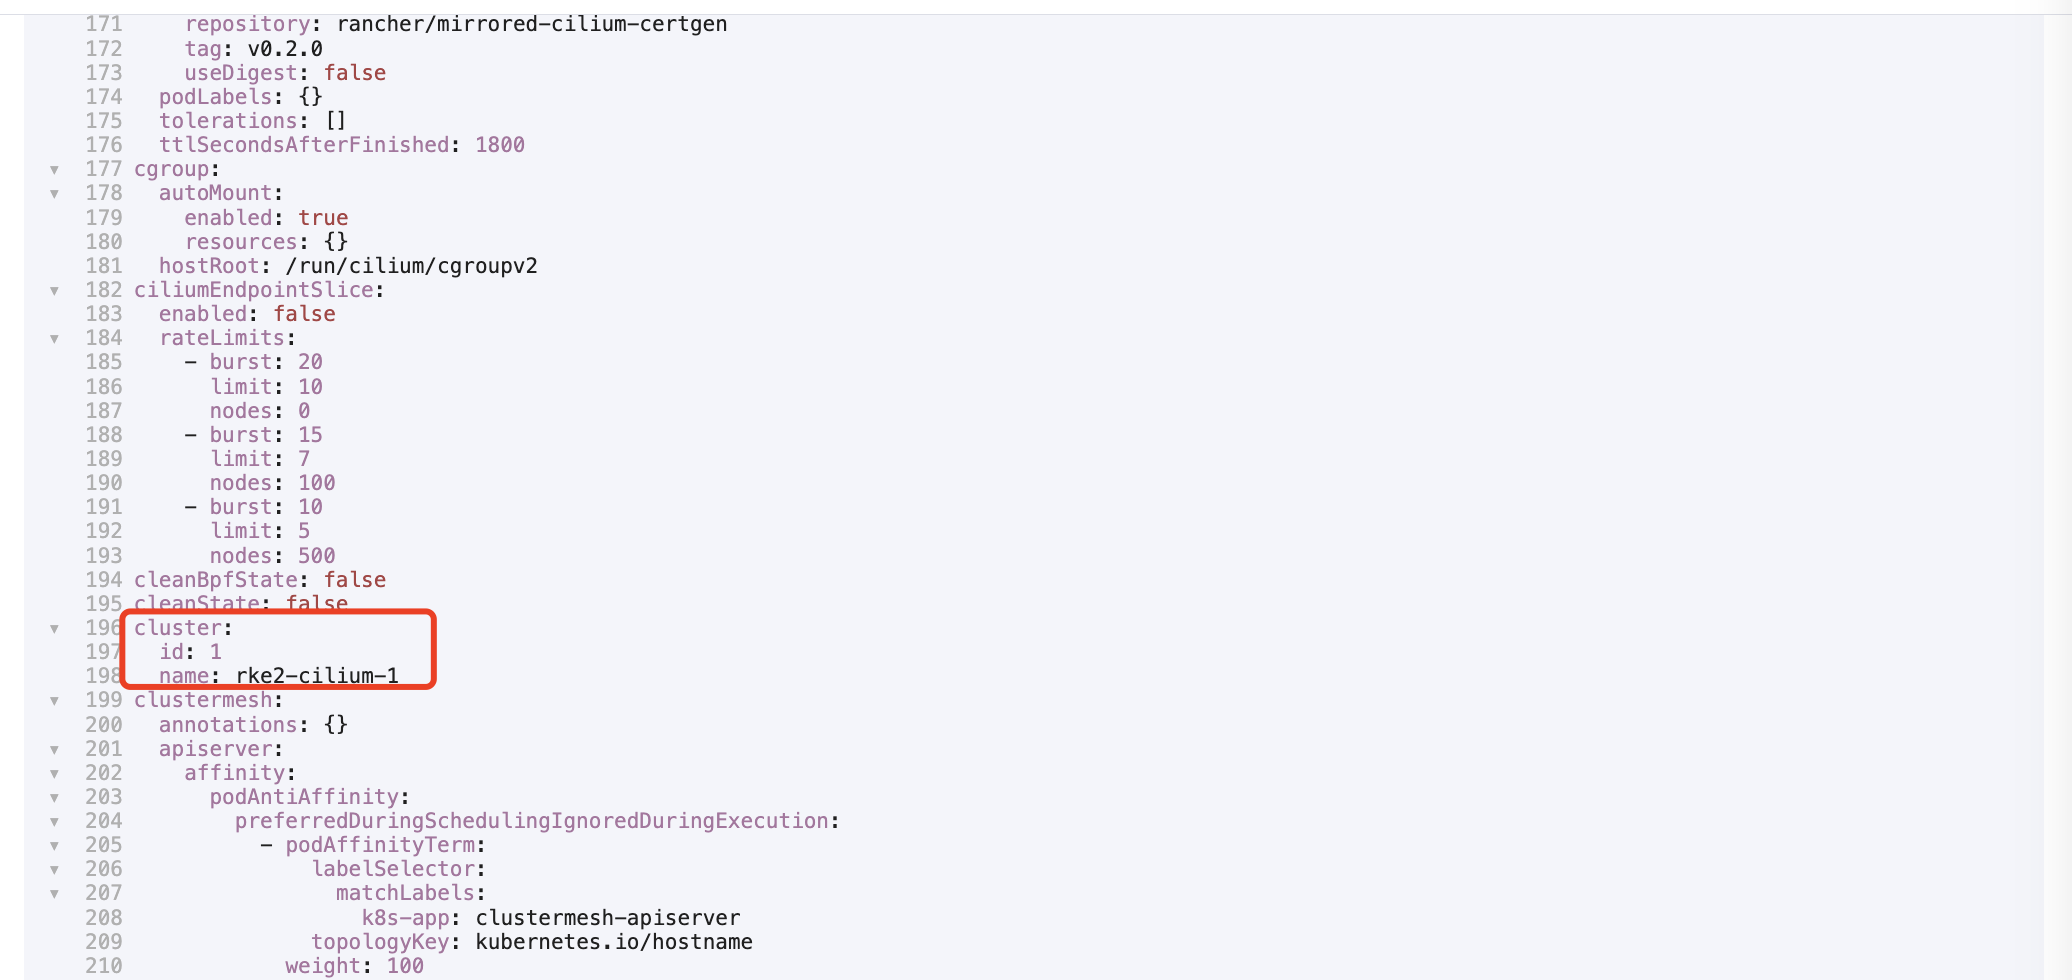 171 repository: rancher/mirrored-cilium-certgen
172 tag: v0.2.0
173 useDigest: false
174 podLabels: {}
175 tolerations: []
176 ttlSecondsAfterFinished: 1800
177 cgroup:
178 autoMount:
179 enabled: true
180 resources: {}
181 hostRoot: /run/cilium/cgroupv2
182 ciliumEndpointSlice:
183 enabled: false
184 rateLimits:
185 - burst: 20
186 limit: 10
187 nodes: 0
188 - burst: 15
189 limit: 7
190 nodes: 100
191 - burst: 10
192 limit: 5
193 nodes: 500
194 cleanBpfState: false
195 cleanState: false
196 cluster:
197 id: 1
198 name: rke2-cilium-1
199 clustermesh:
200 annotations: {}
201 apiserver:
202 affinity:
203 podAntiAffinity:
204 preferredDuringSchedulingIgnoredDuringExecution:
205 - podAffinityTerm:
206 labelSelector:
207 matchLabels:
208 k8s-app: clustermesh-apiserver
209 topologyKey: kubernetes.io/hostname
210 weight: 100